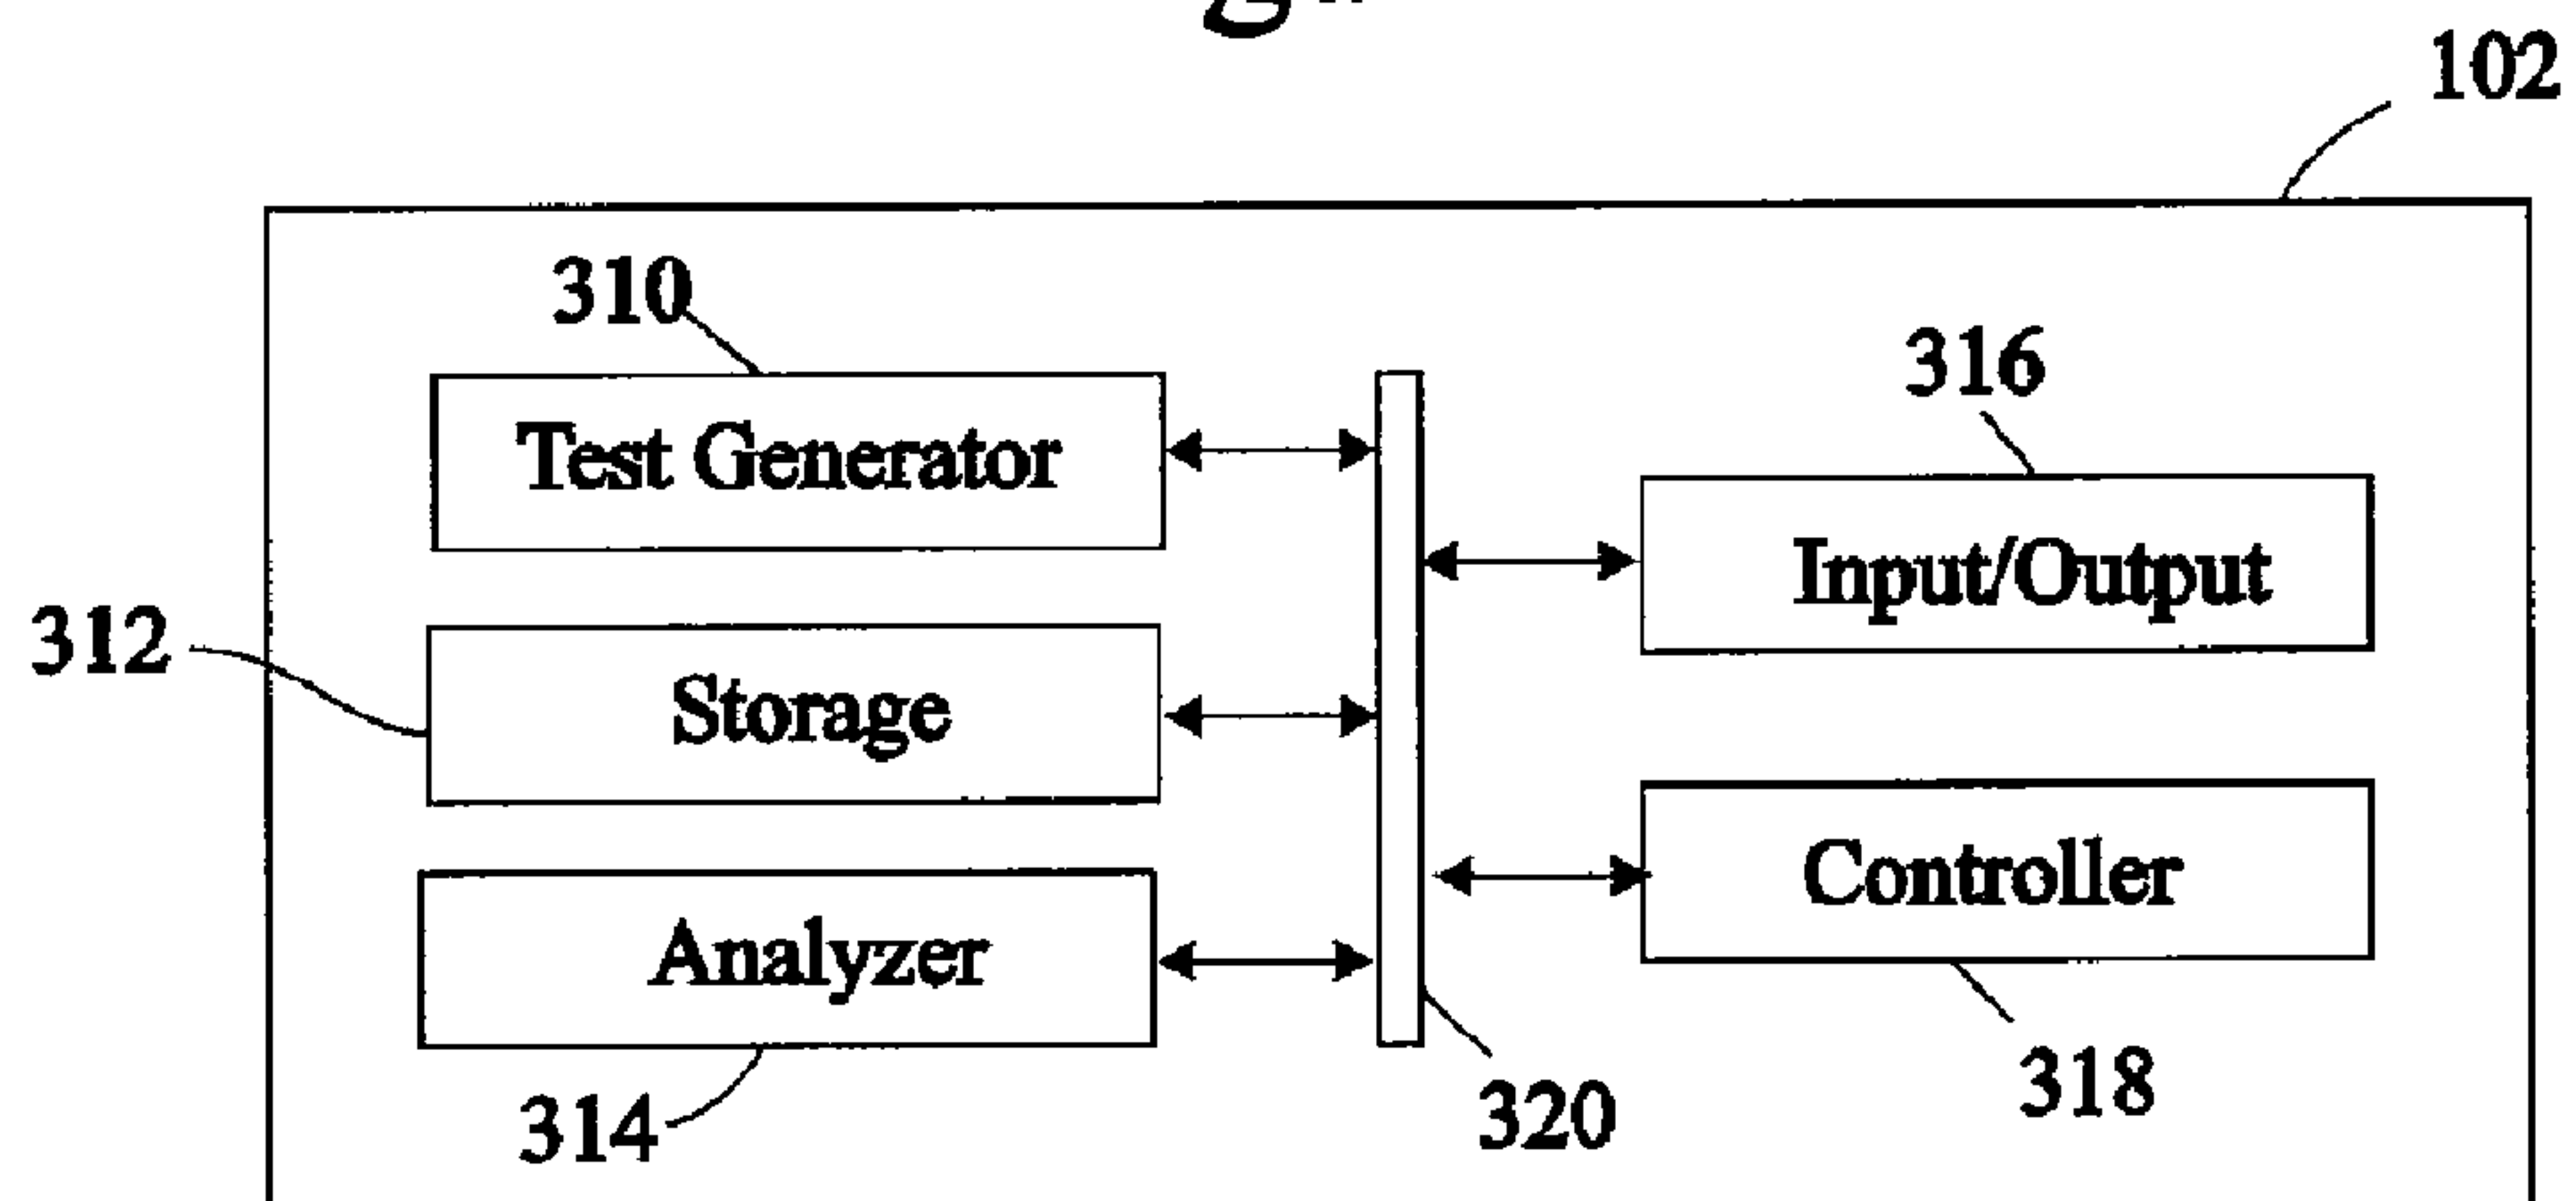 102
310
Test Generator
316
Input/Output
312
Storage
Controller
Analyzer
314
320
318